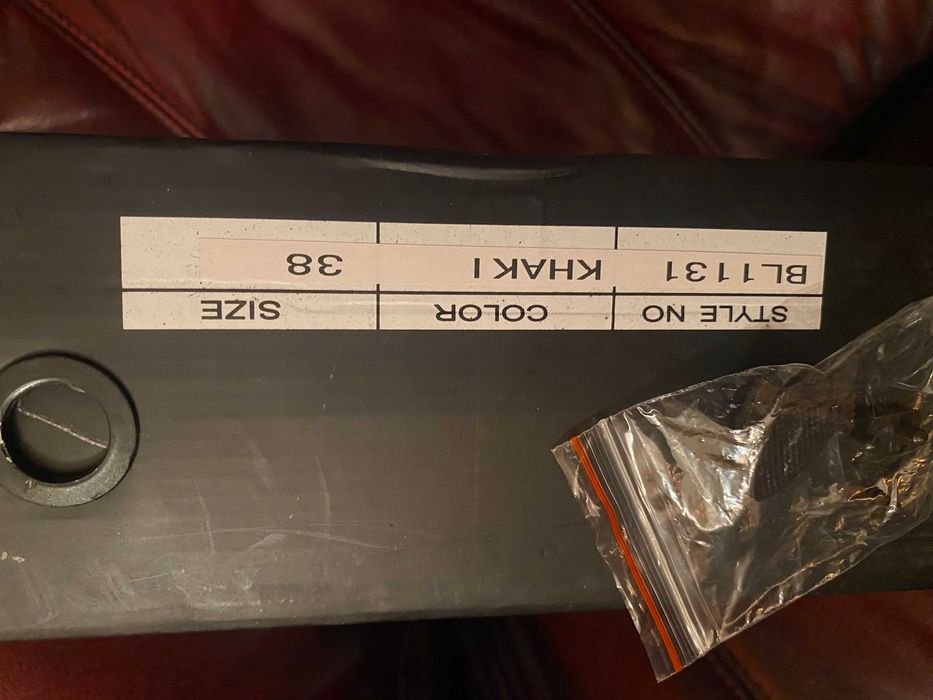 STYLE NO COLOR SIZE
BL1131 KHAKI 38